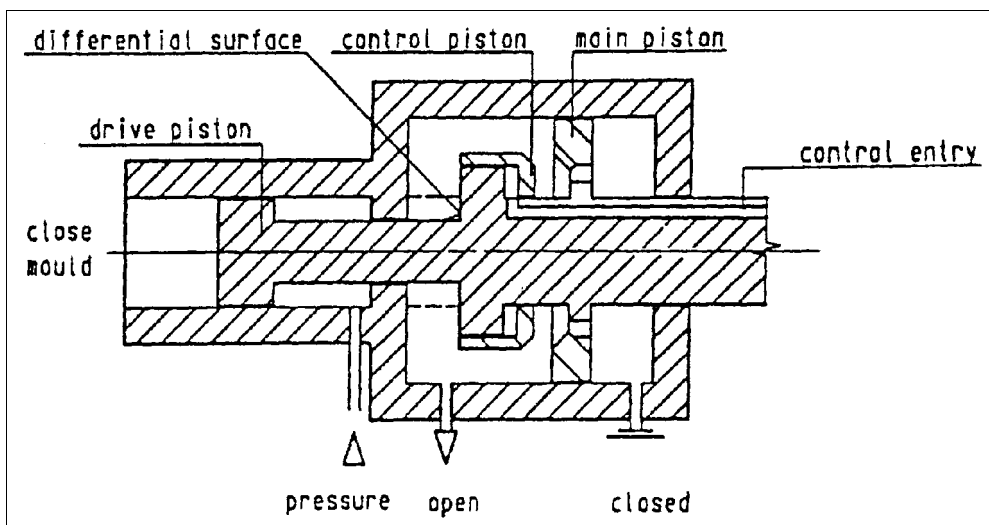 differential surface
control piston
main piston
drive piston
control entry
close
mould
pressure
open
closed